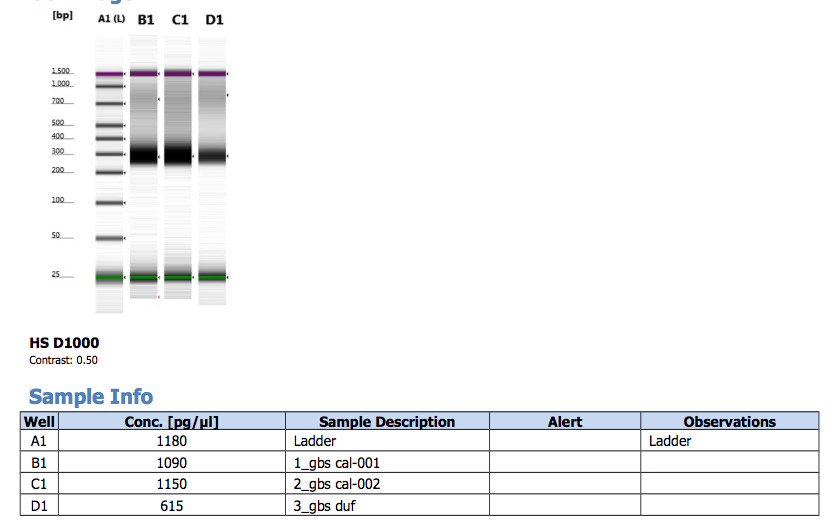 [bp] A1 (L) B1 C1 D1
1,500
1,000
700
500
400
300
200
100
50
25
HS D1000
Contrast: 0.50
Sample Info
Well Conc. [pg/µl] Sample Description Alert Observations
A1 1180 Ladder Ladder
B1 1090 1_gbs cal-001
C1 1150 2_gbs cal-002
D1 615 3_gbs duf